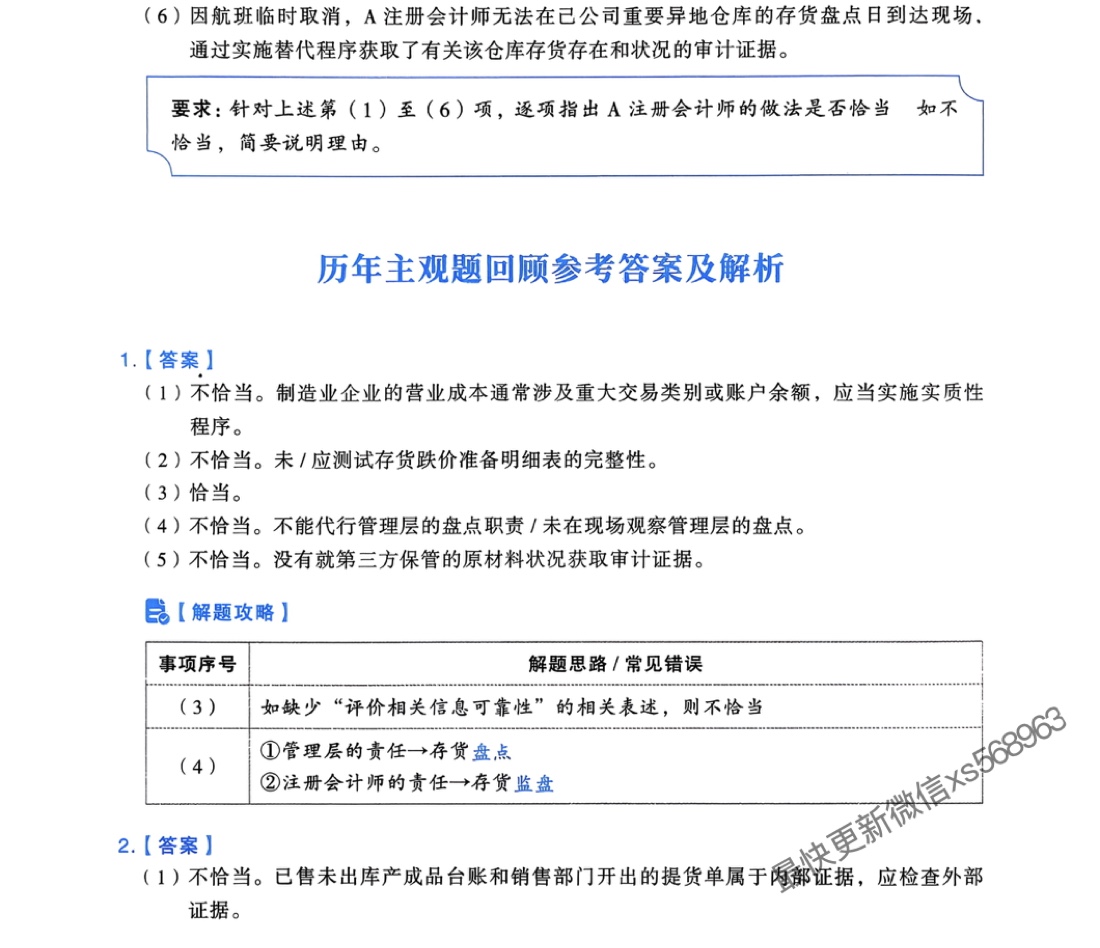 （6）因航班临时取消，A 注册会计师无法在己公司重要异地仓库的存货盘点日到达现场，
通过实施替代程序获取了有关该仓库存货存在和状况的审计证据。
要求：针对上述第（1）至（6）项，逐项指出 A 注册会计师的做法是否恰当 如不
恰当，简要说明理由。
历年主观题回顾参考答案及解析
1.【答案】
（1）不恰当。制造业企业的营业成本通常涉及重大交易类别或账户余额，应当实施实质性
程序。
（2）不恰当。未 / 应测试存货跌价准备明细表的完整性。
（3）恰当。
（4）不恰当。不能代行管理层的盘点职责 / 未在现场观察管理层的盘点。
（5）不恰当。没有就第三方保管的原材料状况获取审计证据。
【解题攻略】
事项序号 解题思路 / 常见错误
（3） 如缺少“评价相关信息可靠性”的相关表述，则不恰当
（4） ①管理层的责任→存货盘点
②注册会计师的责任→存货监盘
2.【答案】
（1）不恰当。已售未出库产成品台账和销售部门开出的提货单属于内部证据，应检查外部
证据。
最快更新微信xs568963